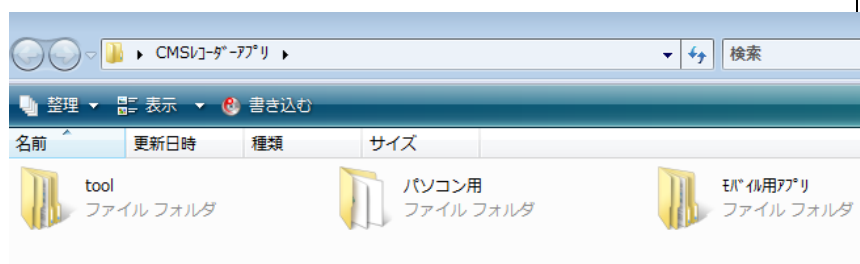 CMSﾚｺｰﾀﾞｰｱﾌﾟﾘ
検索
整理 表示 書き込む
名前 更新日時 種類 サイズ
tool パソコン用 ﾓﾊﾞｲﾙ用ｱﾌﾟﾘ
ファイル フォルダ ファイル フォルダ ファイル フォルダ